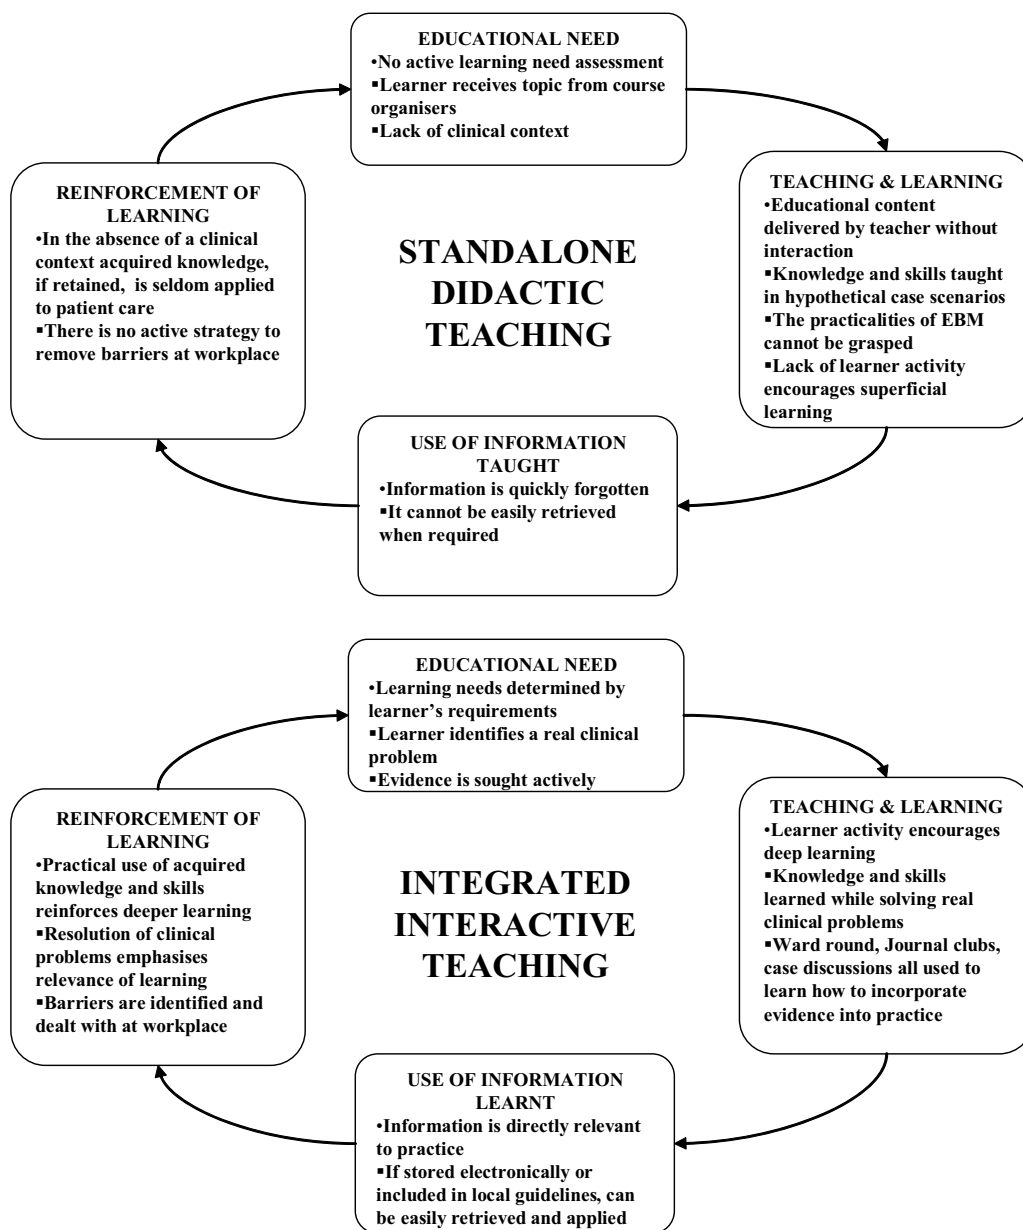 EDUCATIONAL NEED
•No active learning need assessment
▪Learner receives topic from course
organisers
▪Lack of clinical context
TEACHING & LEARNING
•Educational content
delivered by teacher without
interaction
▪Knowledge and skills taught
in hypothetical case scenarios
▪The practicalities of EBM
cannot be grasped
▪Lack of learner activity
encourages superficial
learning
REINFORCEMENT OF
LEARNING
•In the absence of a clinical
context acquired knowledge,
if retained, is seldom applied
to patient care
▪There is no active strategy to
remove barriers at workplace
STANDALONE
DIDACTIC
TEACHING
USE OF INFORMATION
TAUGHT
•Information is quickly forgotten
▪It cannot be easily retrieved
when required
EDUCATIONAL NEED
•Learning needs determined by
learner’s requirements
▪Learner identifies a real clinical
problem
▪Evidence is sought actively
TEACHING & LEARNING
•Learner activity encourages
deep learning
▪Knowledge and skills
learned while solving real
clinical problems
▪Ward round, Journal clubs,
case discussions all used to
learn how to incorporate
evidence into practice
REINFORCEMENT OF
LEARNING
•Practical use of acquired
knowledge and skills
reinforces deeper learning
▪Resolution of clinical
problems emphasises
relevance of learning
▪Barriers are identified and
dealt with at workplace
INTEGRATED
INTERACTIVE
TEACHING
USE OF INFORMATION
LEARNT
•Information is directly relevant
to practice
▪If stored electronically or
included in local guidelines, can
be easily retrieved and applied